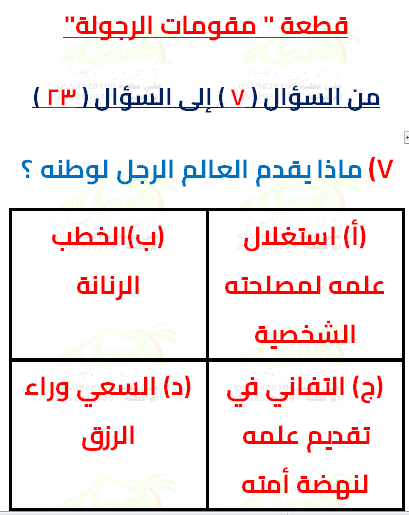 قطعة " مقومات الرجولة"
من السؤال ( ٧ ) إلى السؤال ( ٢٣ )
٧) ماذا يقدم العالم الرجل لوطنه ؟
(أ) استغلال
علمه لمصلحته
الشخصية
(ب)الخطب
الرنانة
(ج) التفاني في
تقديم علمه
لنهضة أمته
(د) السعي وراء
الرزق